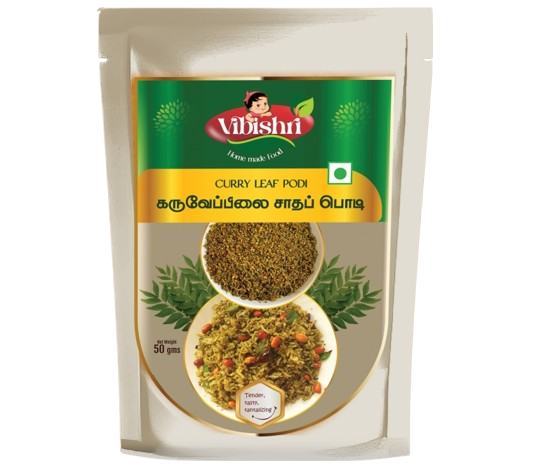 Vibishri
Home made Food
CURRY LEAF PODI
கருவேப்பிலை சாதப் பொடி
Net Weight
50 gms
Tender,
tasty,
tantalizing